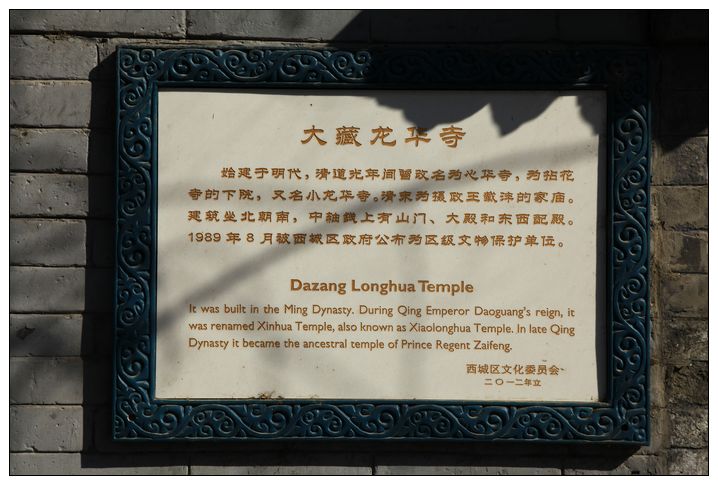 大藏龙华寺
始建于明代，清道光年间暂改名为心华寺，为拈花
寺的下院，又名小龙华寺。清末为摄政王载沣的家庙。
建筑坐北朝南，中轴线上有山门、大殿和东西配殿。
1989年8月被西城区政府公布为区级文物保护单位。
Dazang Longhua Temple
It was built in the Ming Dynasty. During Qing Emperor Daoguang's reign, it
was renamed Xinhua Temple, also known as Xiaolonghua Temple. In late Qing
Dynasty it became the ancestral temple of Prince Regent Zaifeng.
西城区文化委员会
二〇一二年立